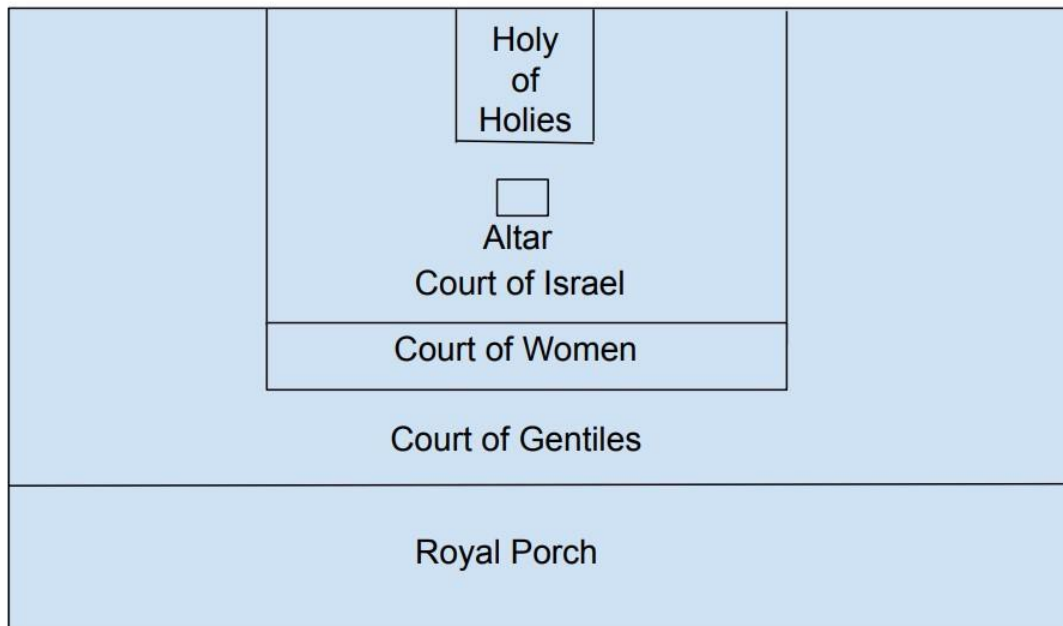 Holy
of
Holies
Altar
Court of Israel
Court of Women
Court of Gentiles
Royal Porch